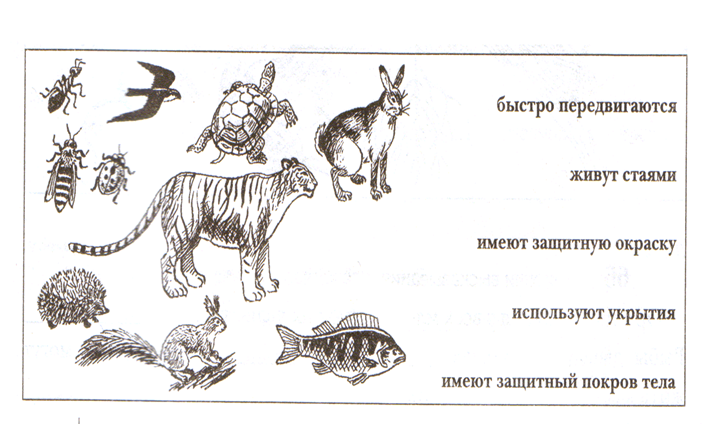 быстро передвигаются
живут стаями
имеют защитную окраску
используют укрытия
имеют защитный покров тела